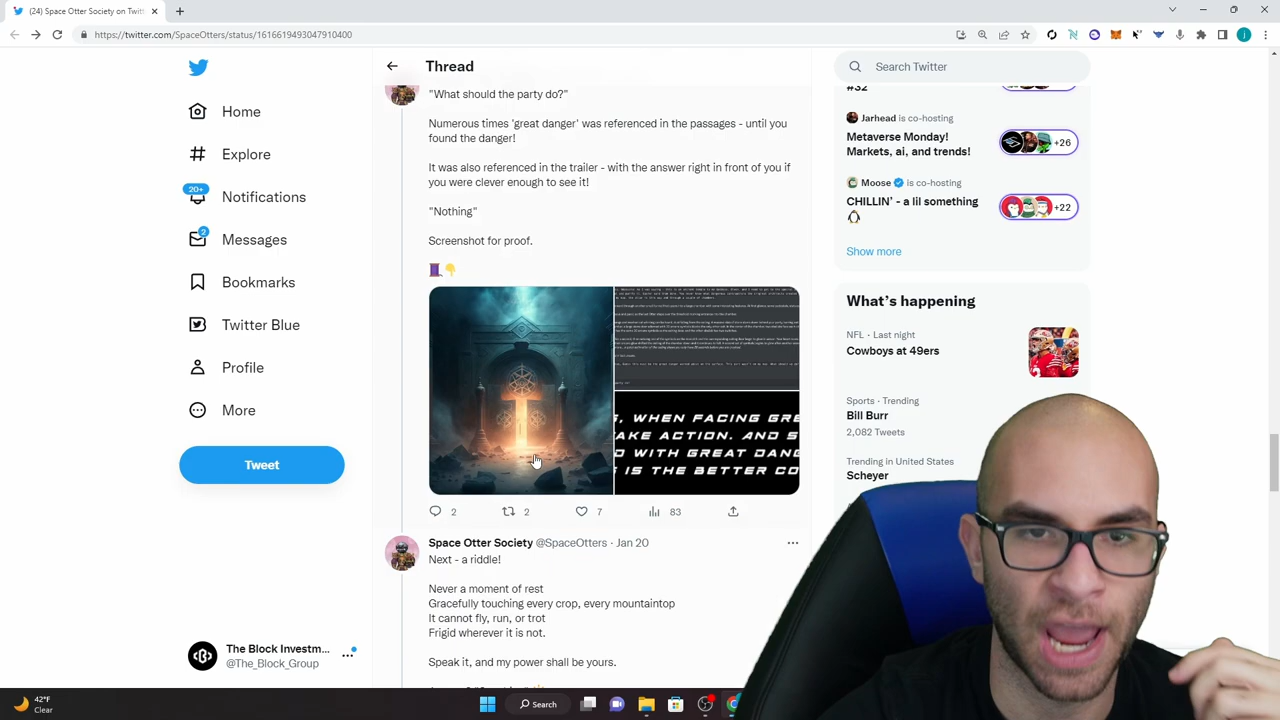 (24) Space Otter Society on Twitt
https://twitter.com/SpaceOtters/status/1616619493047910400
Home
Explore
20+
Notifications
2
Messages
Bookmarks
Twitter Blue
Profile
More
Tweet
The Block Investm...
@The_Block_Group
Thread
"What should the party do?"
Numerous times 'great danger' was referenced in the passages - until you
found the danger!
It was also referenced in the trailer - with the answer right in front of you if
you were clever enough to see it!
"Nothing"
Screenshot for proof.
S, WHEN FACING GRE
AKE ACTION. AND S
D WITH GREAT DANG
IS THE BETTER CO
2
2
7
83
Space Otter Society @SpaceOtters · Jan 20
Next - a riddle!
Never a moment of rest
Gracefully touching every crop, every mountaintop
It cannot fly, run, or trot
Frigid wherever it is not.
Speak it, and my power shall be yours.
Search Twitter
#32
Jarhead is co-hosting
Metaverse Monday!
Markets, ai, and trends!
+26
Moose is co-hosting
CHILLIN' - a lil something
+22
Show more
What's happening
NFL · Last night
Cowboys at 49ers
Sports · Trending
Bill Burr
2,082 Tweets
Trending in United States
Scheyer
42°F
Clear
Search